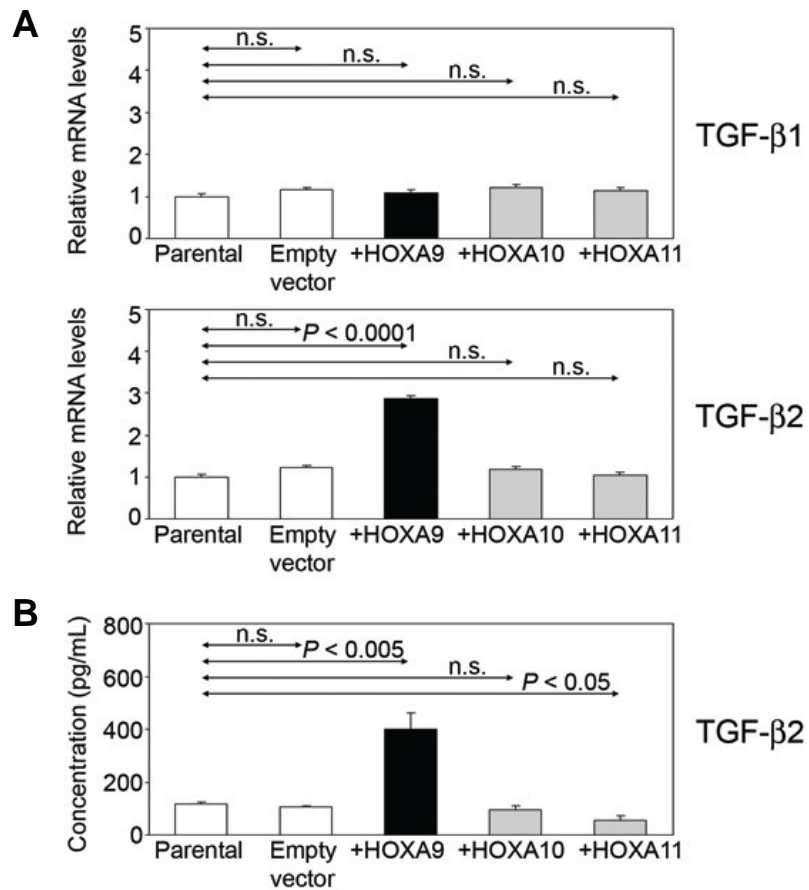 A
Relative mRNA levels
5
4
3
2
1
0
n.s.
n.s.
n.s.
n.s.
TGF-β1
Parental
Empty
vector
+HOXA9
+HOXA10
+HOXA11
Relative mRNA levels
5
4
3
2
1
0
n.s.
P < 0.0001
n.s.
n.s.
TGF-β2
Parental
Empty
vector
+HOXA9
+HOXA10
+HOXA11
B
Concentration (pg/mL)
800
600
400
200
0
n.s.
P < 0.005
n.s.
P < 0.05
TGF-β2
Parental
Empty
vector
+HOXA9
+HOXA10
+HOXA11